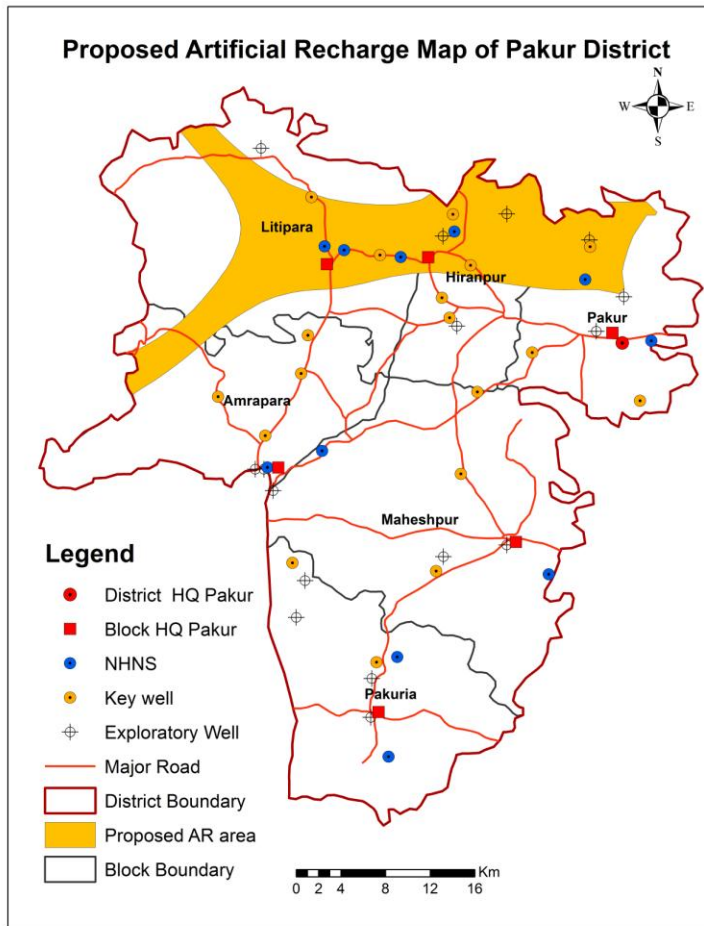 Proposed Artificial Recharge Map of Pakur District
N
W E
S
Litipara
Hiranpur
Pakur
Amrapara
Maheshpur
Pakuria
Legend
District HQ Pakur
Block HQ Pakur
NHNS
Key well
Exploratory Well
Major Road
District Boundary
Proposed AR area
Block Boundary
Km
0 2 4 8 12 16